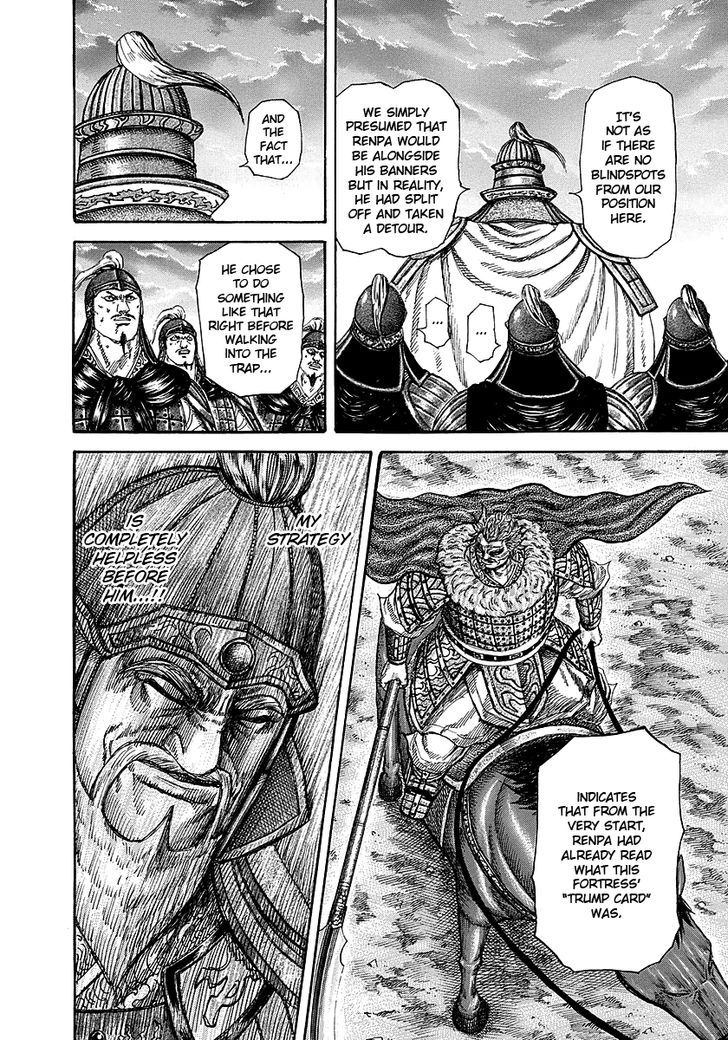 IT'S
NOT AS
IF THERE
ARE NO
BLINDSPOTS
FROM OUR
POSITION
HERE.
WE SIMPLY
PRESUMED THAT
RENPA WOULD
BE ALONGSIDE
HIS BANNERS
BUT IN REALITY,
HE HAD SPLIT
OFF AND TAKEN
A DETOUR.
...
...
AND
THE
FACT
THAT...
HE CHOSE
TO DO
SOMETHING
LIKE THAT
RIGHT BEFORE
WALKING
INTO THE
TRAP...
INDICATES
THAT FROM THE
VERY START,
RENPA HAD
ALREADY READ
WHAT THIS
FORTRESS'
"TRUMP CARD"
WAS.
MY
STRATEGY
IS
COMPLETELY
HELPLESS
BEFORE
HIM...!!